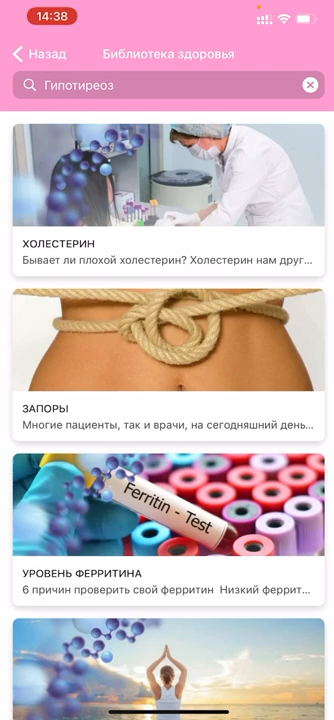 14:38
Назад
Библиотека здоровья
Гипотиреоз
ХОЛЕСТЕРИН
Бывает ли плохой холестерин? Холестерин нам друг...
ЗАПОРЫ
Многие пациенты, так и врачи, на сегодняшний день...
Ferritin - Test
УРОВЕНЬ ФЕРРИТИНА
6 причин проверить свой ферритин Низкий феррит...